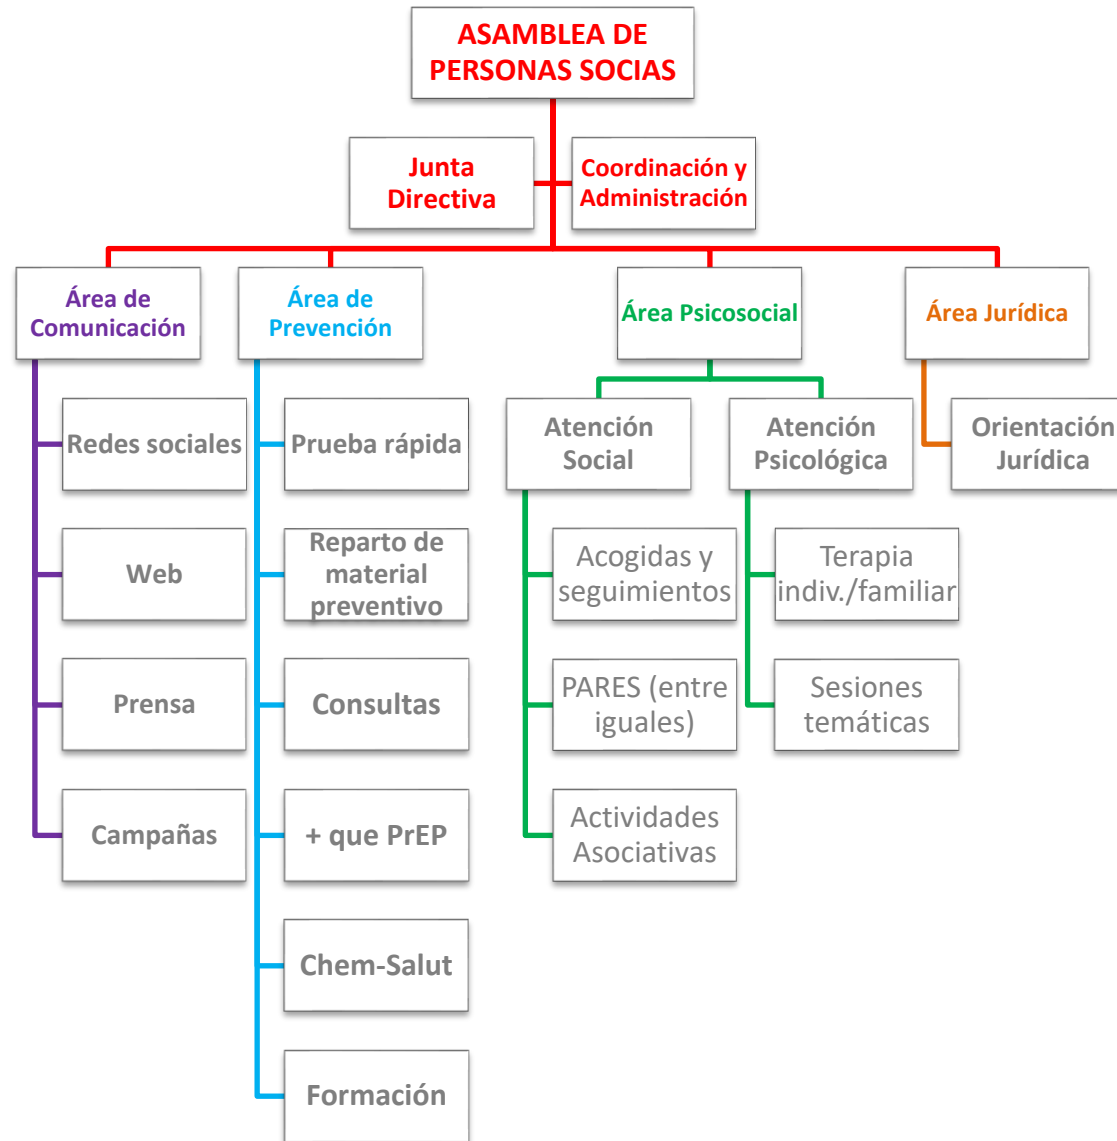 ASAMBLEA DE
PERSONAS SOCIAS
Junta
Directiva
Coordinación y
Administración
Área de
Comunicación
Redes sociales
Web
Prensa
Campañas
Área de
Prevención
Prueba rápida
Reparto de
material
preventivo
Consultas
+ que PrEP
Chem-Salut
Formación
Área Psicosocial
Atención
Social
Acogidas y
seguimientos
PARES (entre
iguales)
Actividades
Asociativas
Atención
Psicológica
Terapia
indiv./familiar
Sesiones
temáticas
Área Jurídica
Orientación
Jurídica